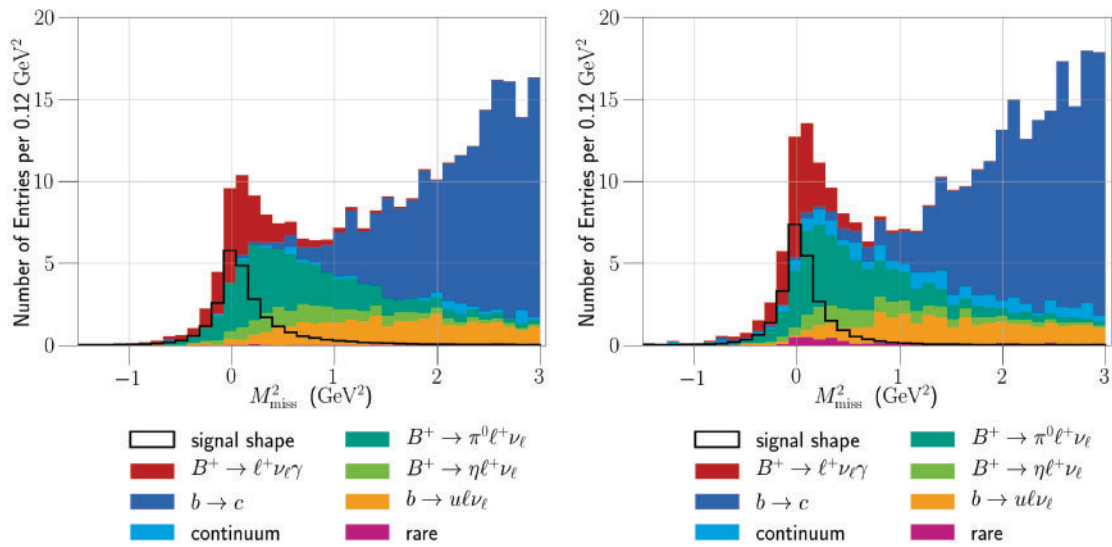 20
15
10
5
0
Number of Entries per 0.12 GeV²
−1
0
1
2
3
M²miss (GeV²)
signal shape
B⁺ → π⁰ℓ⁺νℓ
B⁺ → ℓ⁺νℓγ
B⁺ → ηℓ⁺νℓ
b → c
b → uℓνℓ
continuum
rare
20
15
10
5
0
Number of Entries per 0.12 GeV²
−1
0
1
2
3
M²miss (GeV²)
signal shape
B⁺ → π⁰ℓ⁺νℓ
B⁺ → ℓ⁺νℓγ
B⁺ → ηℓ⁺νℓ
b → c
b → uℓνℓ
continuum
rare